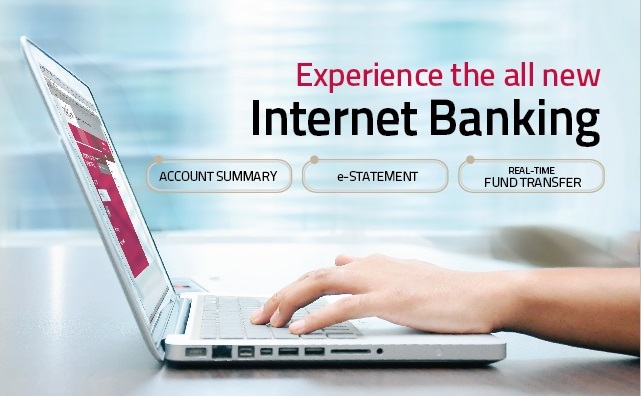 Experience the all new
Internet Banking
ACCOUNT SUMMARY
e-STATEMENT
REAL-TIME
FUND TRANSFER